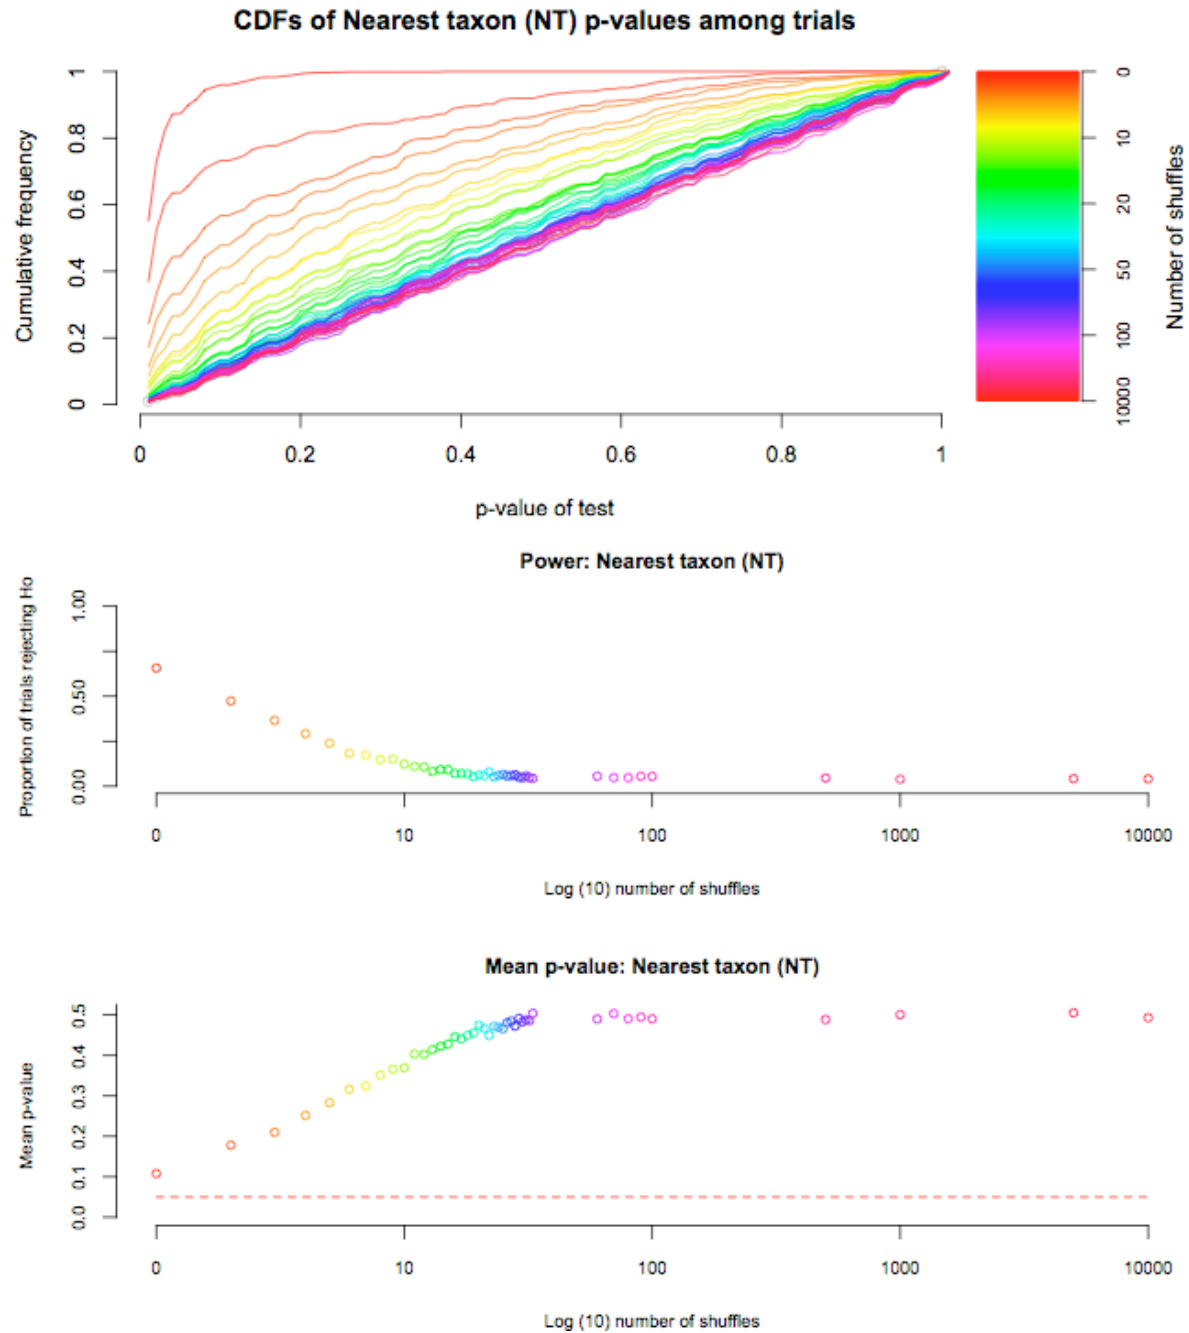 CDFs of Nearest taxon (NT) p-values among trials
Cumulative frequency
0 0.2 0.4 0.6 0.8 1
0 0.2 0.4 0.6 0.8 1
p-value of test
0 10 20 50 100 10000
Number of shuffles
Power: Nearest taxon (NT)
Proportion of trials rejecting Ho
0.00 0.50 1.00
0 10 100 1000 10000
Log (10) number of shuffles
Mean p-value: Nearest taxon (NT)
Mean p-value
0.0 0.1 0.2 0.3 0.4 0.5
0 10 100 1000 10000
Log (10) number of shuffles